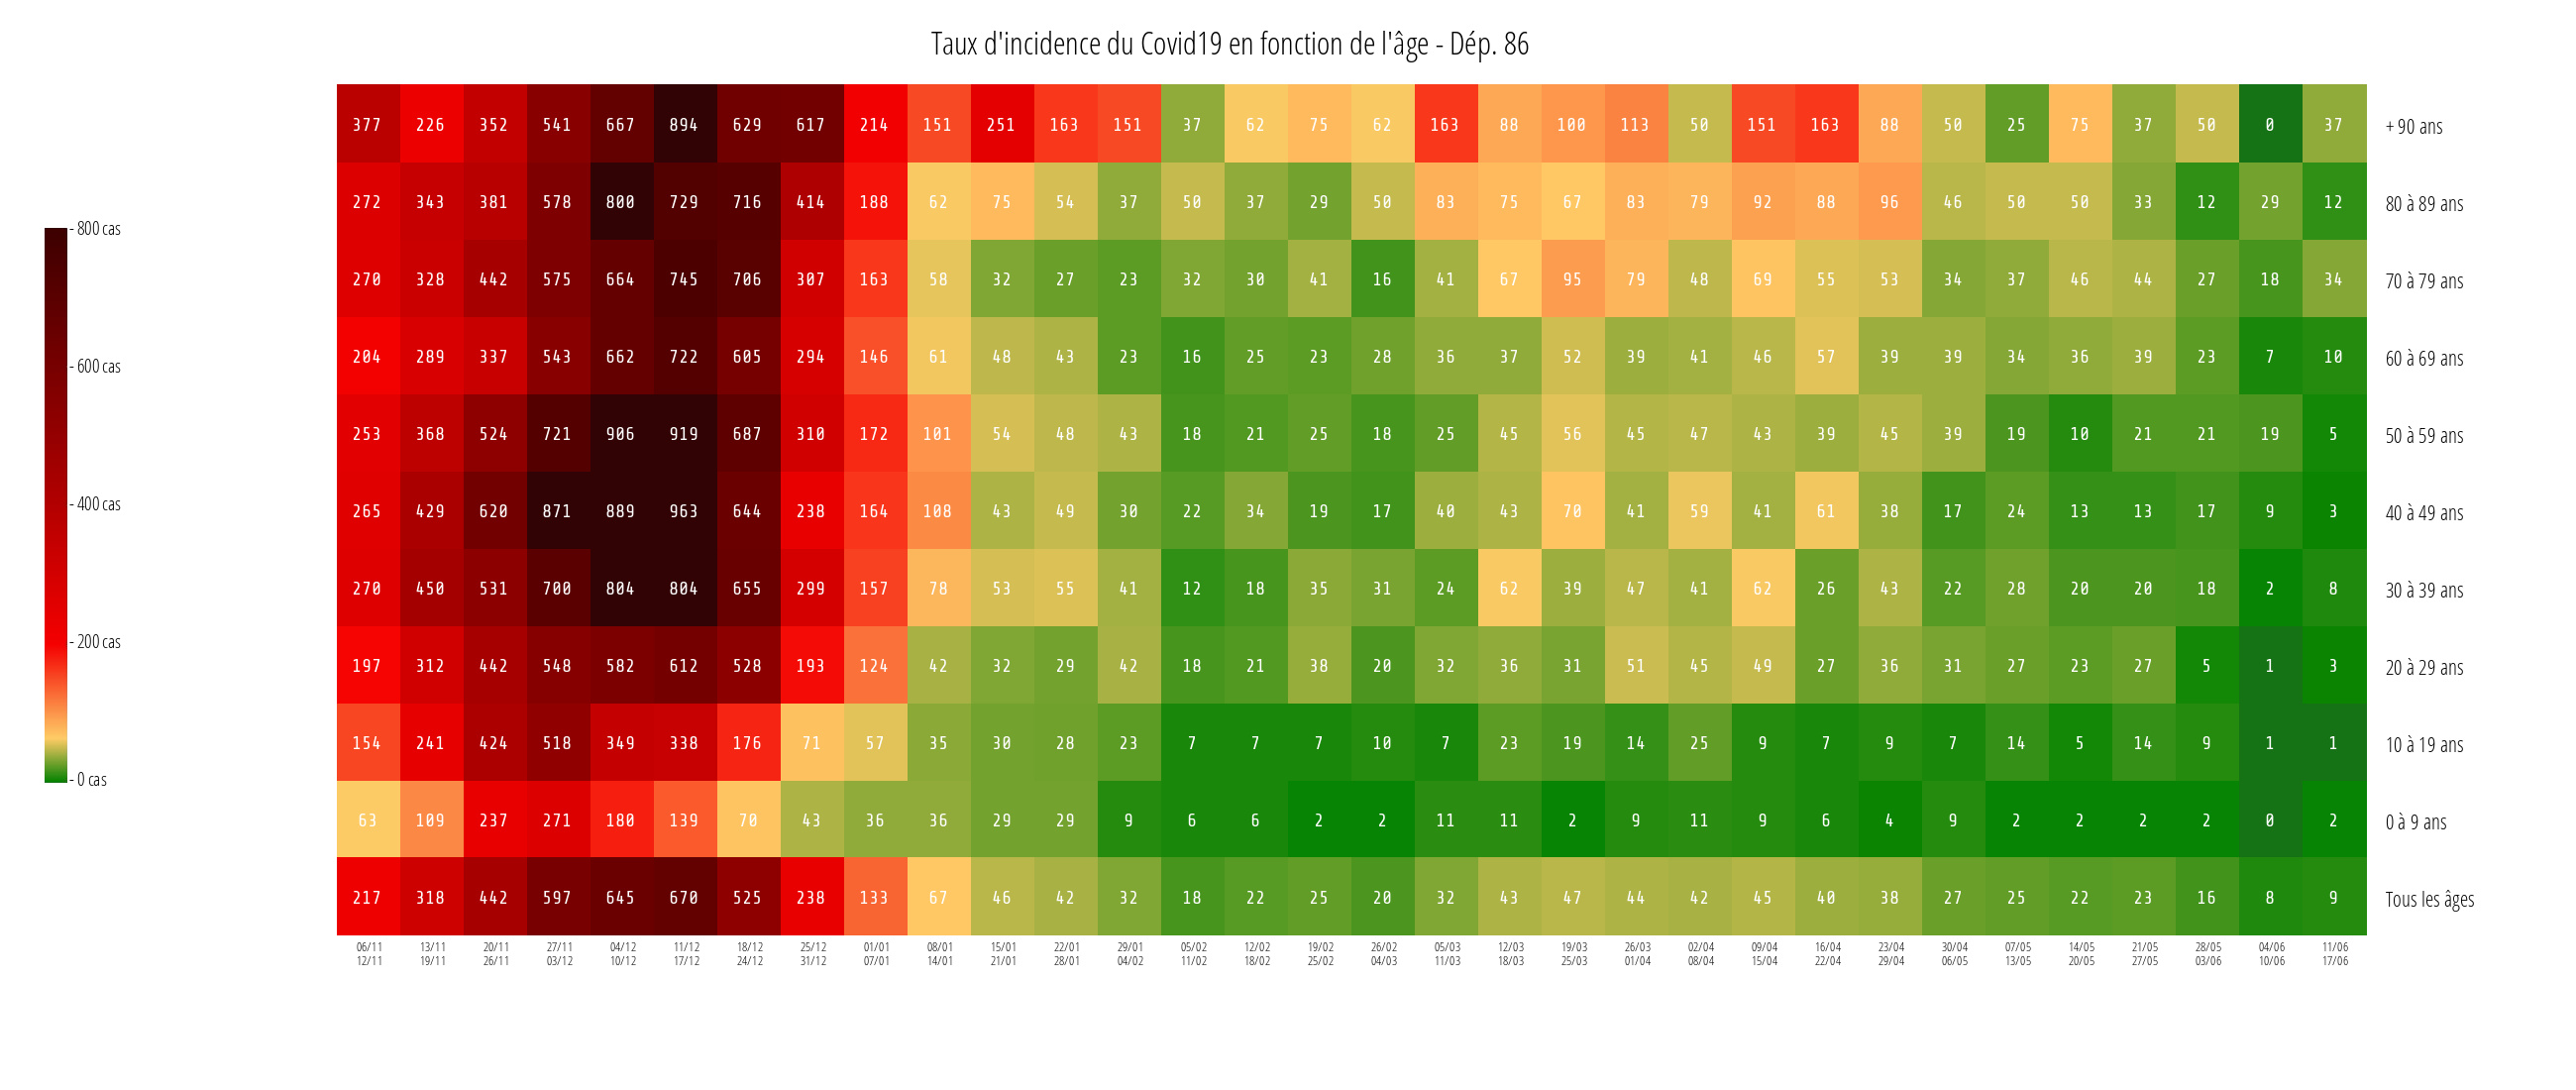 Taux d'incidence du Covid19 en fonction de l'âge - Dép. 86
377 226 352 541 667 894 629 617 214 151 251 163 151 37 62 75 62 163 88 100 113 50 151 163 88 50 25 75 37 50 0 37 + 90 ans
272 343 381 578 800 729 716 414 188 62 75 54 37 50 37 29 50 83 75 67 83 79 92 88 96 46 50 50 33 12 29 12 80 à 89 ans
- 800 cas
270 328 442 575 664 745 706 307 163 58 32 27 23 32 30 41 16 41 67 95 79 48 69 55 53 34 37 46 44 27 18 34 70 à 79 ans
204 289 337 543 662 722 605 294 146 61 48 43 23 16 25 23 28 36 37 52 39 41 46 57 39 39 34 36 39 23 7 10 60 à 69 ans
- 600 cas
253 368 524 721 906 919 687 310 172 101 54 48 43 18 21 25 18 25 45 56 45 47 43 39 45 39 19 10 21 21 19 5 50 à 59 ans
- 400 cas
265 429 620 871 889 963 644 238 164 108 43 49 30 22 34 19 17 40 43 70 41 59 41 61 38 17 24 13 13 17 9 3 40 à 49 ans
270 450 531 700 804 804 655 299 157 78 53 55 41 12 18 35 31 24 62 39 47 41 62 26 43 22 28 20 20 18 2 8 30 à 39 ans
- 200 cas
197 312 442 548 582 612 528 193 124 42 32 29 42 18 21 38 20 32 36 31 51 45 49 27 36 31 27 23 27 5 1 3 20 à 29 ans
154 241 424 518 349 338 176 71 57 35 30 28 23 7 7 7 10 7 23 19 14 25 9 7 9 7 14 5 14 9 1 1 10 à 19 ans
- 0 cas
63 109 237 271 180 139 70 43 36 36 29 29 9 6 6 2 2 11 11 2 9 11 9 6 4 9 2 2 2 2 0 2 0 à 9 ans
217 318 442 597 645 670 525 238 133 67 46 42 32 18 22 25 20 32 43 47 44 42 45 40 38 27 25 22 23 16 8 9 Tous les âges
06/11 13/11 20/11 27/11 04/12 11/12 18/12 25/12 01/01 08/01 15/01 22/01 29/01 05/02 12/02 19/02 26/02 05/03 12/03 19/03 26/03 02/04 09/04 16/04 23/04 30/04 07/05 14/05 21/05 28/05 04/06 11/06
12/11 19/11 26/11 03/12 10/12 17/12 24/12 31/12 07/01 14/01 21/01 28/01 04/02 11/02 18/02 25/02 04/03 11/03 18/03 25/03 01/04 08/04 15/04 22/04 29/04 06/05 13/05 20/05 27/05 03/06 10/06 17/06